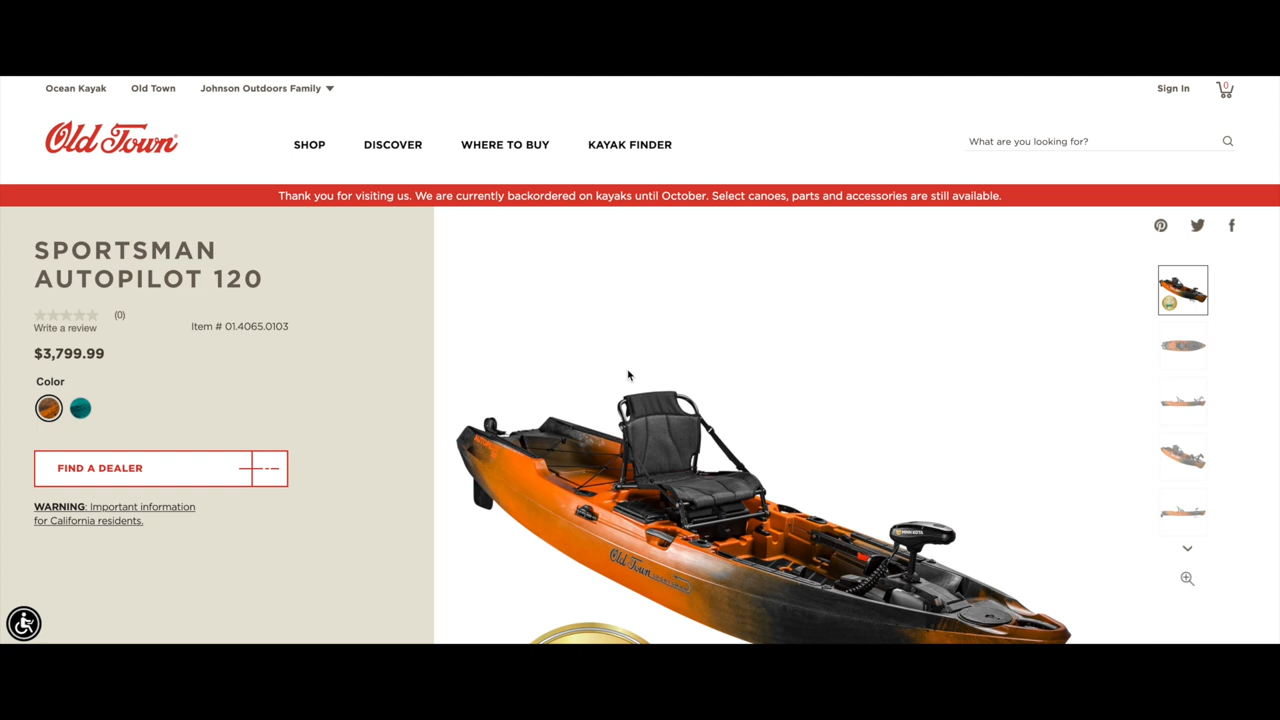 Ocean Kayak Old Town Johnson Outdoors Family
Sign In 0
Old Town
SHOP DISCOVER WHERE TO BUY KAYAK FINDER
What are you looking for?
Thank you for visiting us. We are currently backordered on kayaks until October. Select canoes, parts and accessories are still available.
SPORTSMAN
AUTOPILOT 120
(0)
Write a review
Item # 01.4065.0103
$3,799.99
Color
FIND A DEALER
WARNING: Important information
for California residents.
Old Town
MINN KOTA